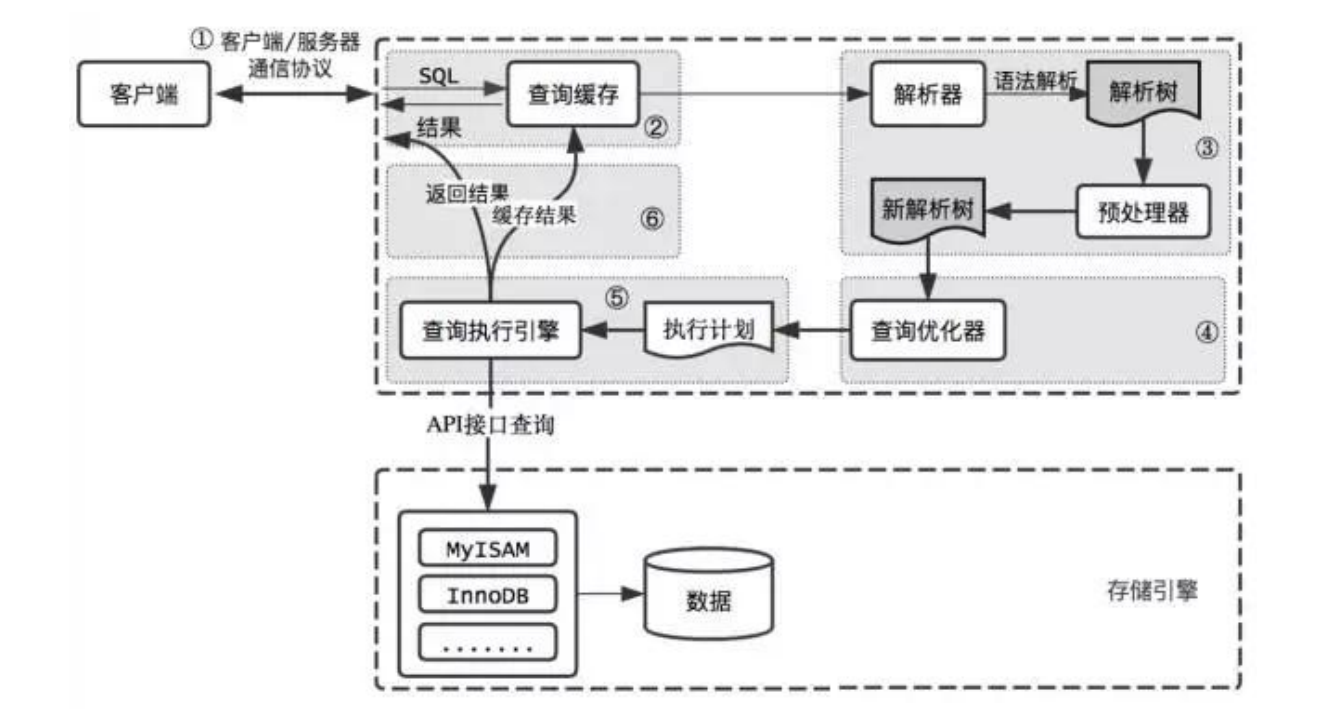 ① 客户端/服务器
通信协议
客户端
SQL
查询缓存
结果
②
解析器
语法解析
解析树
③
返回结果
缓存结果
⑥
新解析树
预处理器
⑤
查询执行引擎
执行计划
查询优化器
④
API接口查询
MyISAM
InnoDB
.......
数据
存储引擎